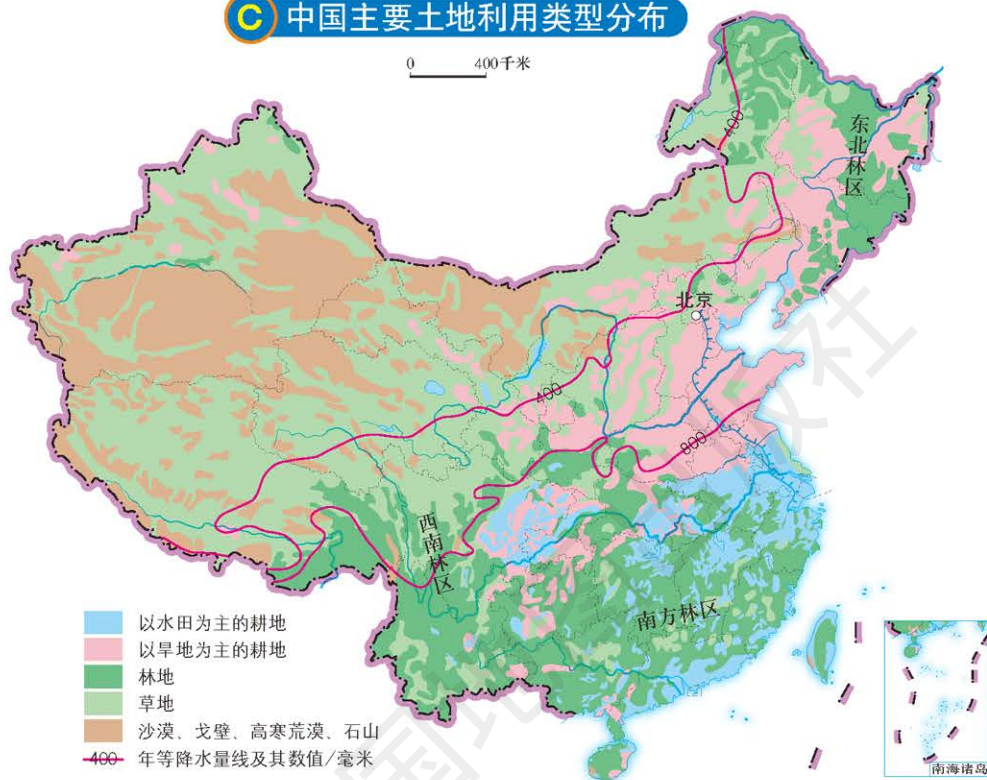 C 中国主要土地利用类型分布
0 400千米
400
东北林区
北京
400
800
西南林区
南方林区
以水田为主的耕地
以旱地为主的耕地
林地
草地
沙漠、戈壁、高寒荒漠、石山
400 年等降水量线及其数值/毫米
南海诸岛